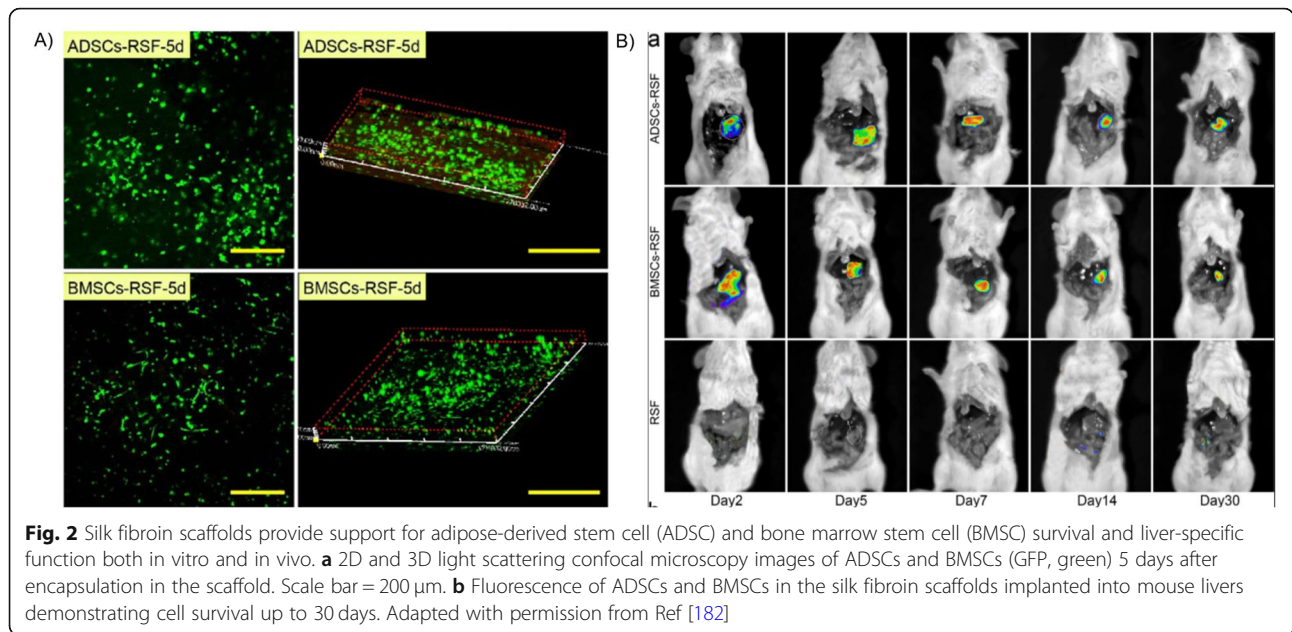 A)
ADSCs-RSF-5d
ADSCs-RSF-5d
BMSCs-RSF-5d
BMSCs-RSF-5d
B)
a
ADSCs-RSF
BMSCs-RSF
RSF
Day2 Day5 Day7 Day14 Day30
Fig. 2 Silk fibroin scaffolds provide support for adipose-derived stem cell (ADSC) and bone marrow stem cell (BMSC) survival and liver-specific
function both in vitro and in vivo. a 2D and 3D light scattering confocal microscopy images of ADSCs and BMSCs (GFP, green) 5 days after
encapsulation in the scaffold. Scale bar = 200 μm. b Fluorescence of ADSCs and BMSCs in the silk fibroin scaffolds implanted into mouse livers
demonstrating cell survival up to 30 days. Adapted with permission from Ref [182]